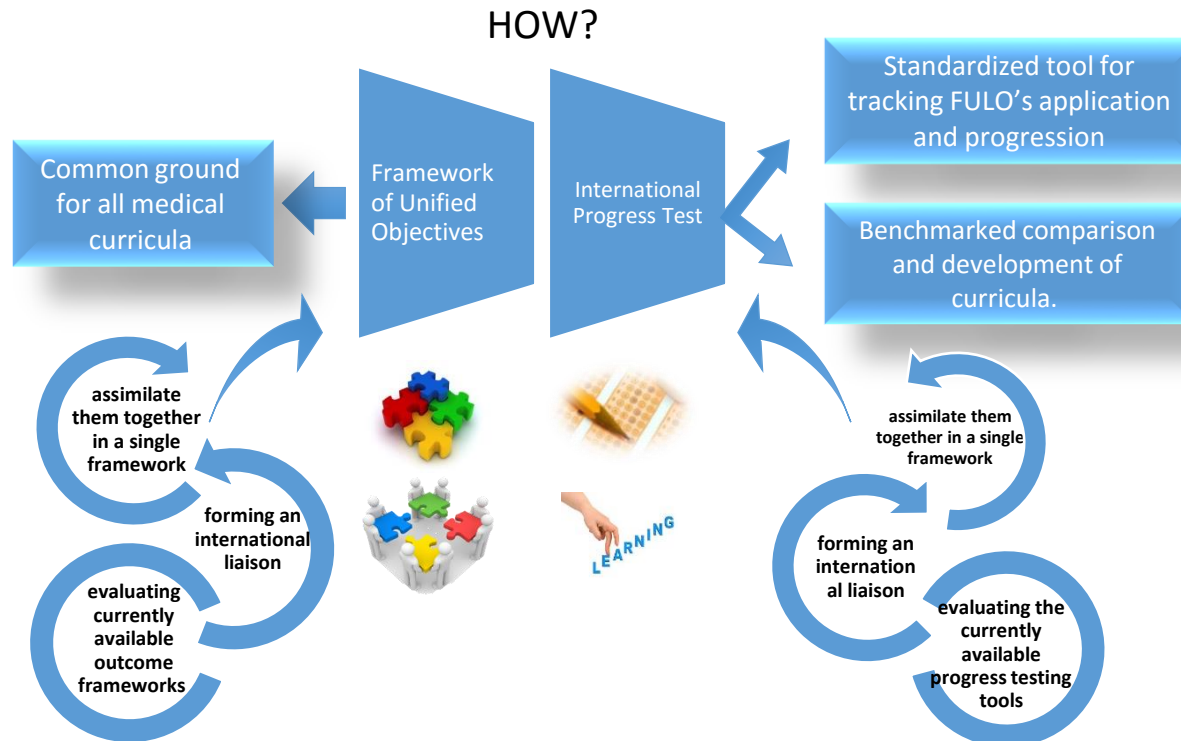 HOW?
Common ground
for all medical
curricula
Framework
of Unified
Objectives
International
Progress Test
Standardized tool for
tracking FULO’s application
and progression
Benchmarked comparison
and development of
curricula.
assimilate
them together
in a single
framework
forming an
international
liaison
evaluating
currently
available
outcome
frameworks
LEARNING
assimilate them
together in a single
framework
forming an
internation
al liaison
evaluating the
currently
available
progress testing
tools